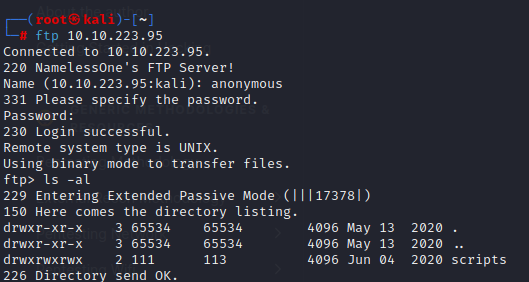 ┌──(root㉿kali)-[~]
└─# ftp 10.10.223.95
Connected to 10.10.223.95.
220 NamelessOne's FTP Server!
Name (10.10.223.95:kali): anonymous
331 Please specify the password.
Password:
230 Login successful.
Remote system type is UNIX.
Using binary mode to transfer files.
ftp> ls -al
229 Entering Extended Passive Mode (|||17378|)
150 Here comes the directory listing.
drwxr-xr-x    3 65534    65534        4096 May 13  2020 .
drwxr-xr-x    3 65534    65534        4096 May 13  2020 ..
drwxrwxrwx    2 111      113          4096 Jun 04  2020 scripts
226 Directory send OK.